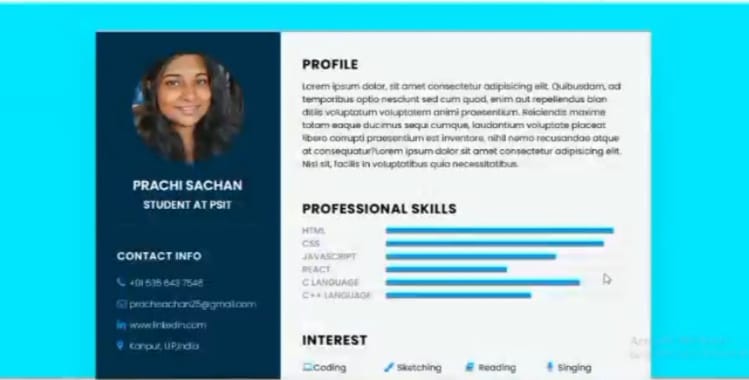 PRACHI SACHAN
STUDENT AT PSIT
CONTACT INFO
+91 535 643 7548
prachisachan25@gmail.com
www.linkedin.com
Kanpur, U.P,India
PROFILE
Lorem ipsum dolor, sit amet consectetur adipisicing elit. Quibusdam, ad
temporibus optio nesciunt sed cum quod, enim aut repellendus blan
ditiis voluptatum voluptatem animi praesentium. Reiciendis maxime
totam eaque ducimus sequi cumque, laudantium voluptate placeat
libero corrupti praesentium est inventore, nihil nemo recusandae atque
at consequatur?Lorem ipsum dolor sit amet consectetur adipisicing elit.
Nisi sit, facilis in voluptatibus quia necessitatibus.
PROFESSIONAL SKILLS
HTML
CSS
JAVASCRIPT
REACT
C LANGUAGE
C++ LANGUAGE
INTEREST
Coding
Sketching
Reading
Singing